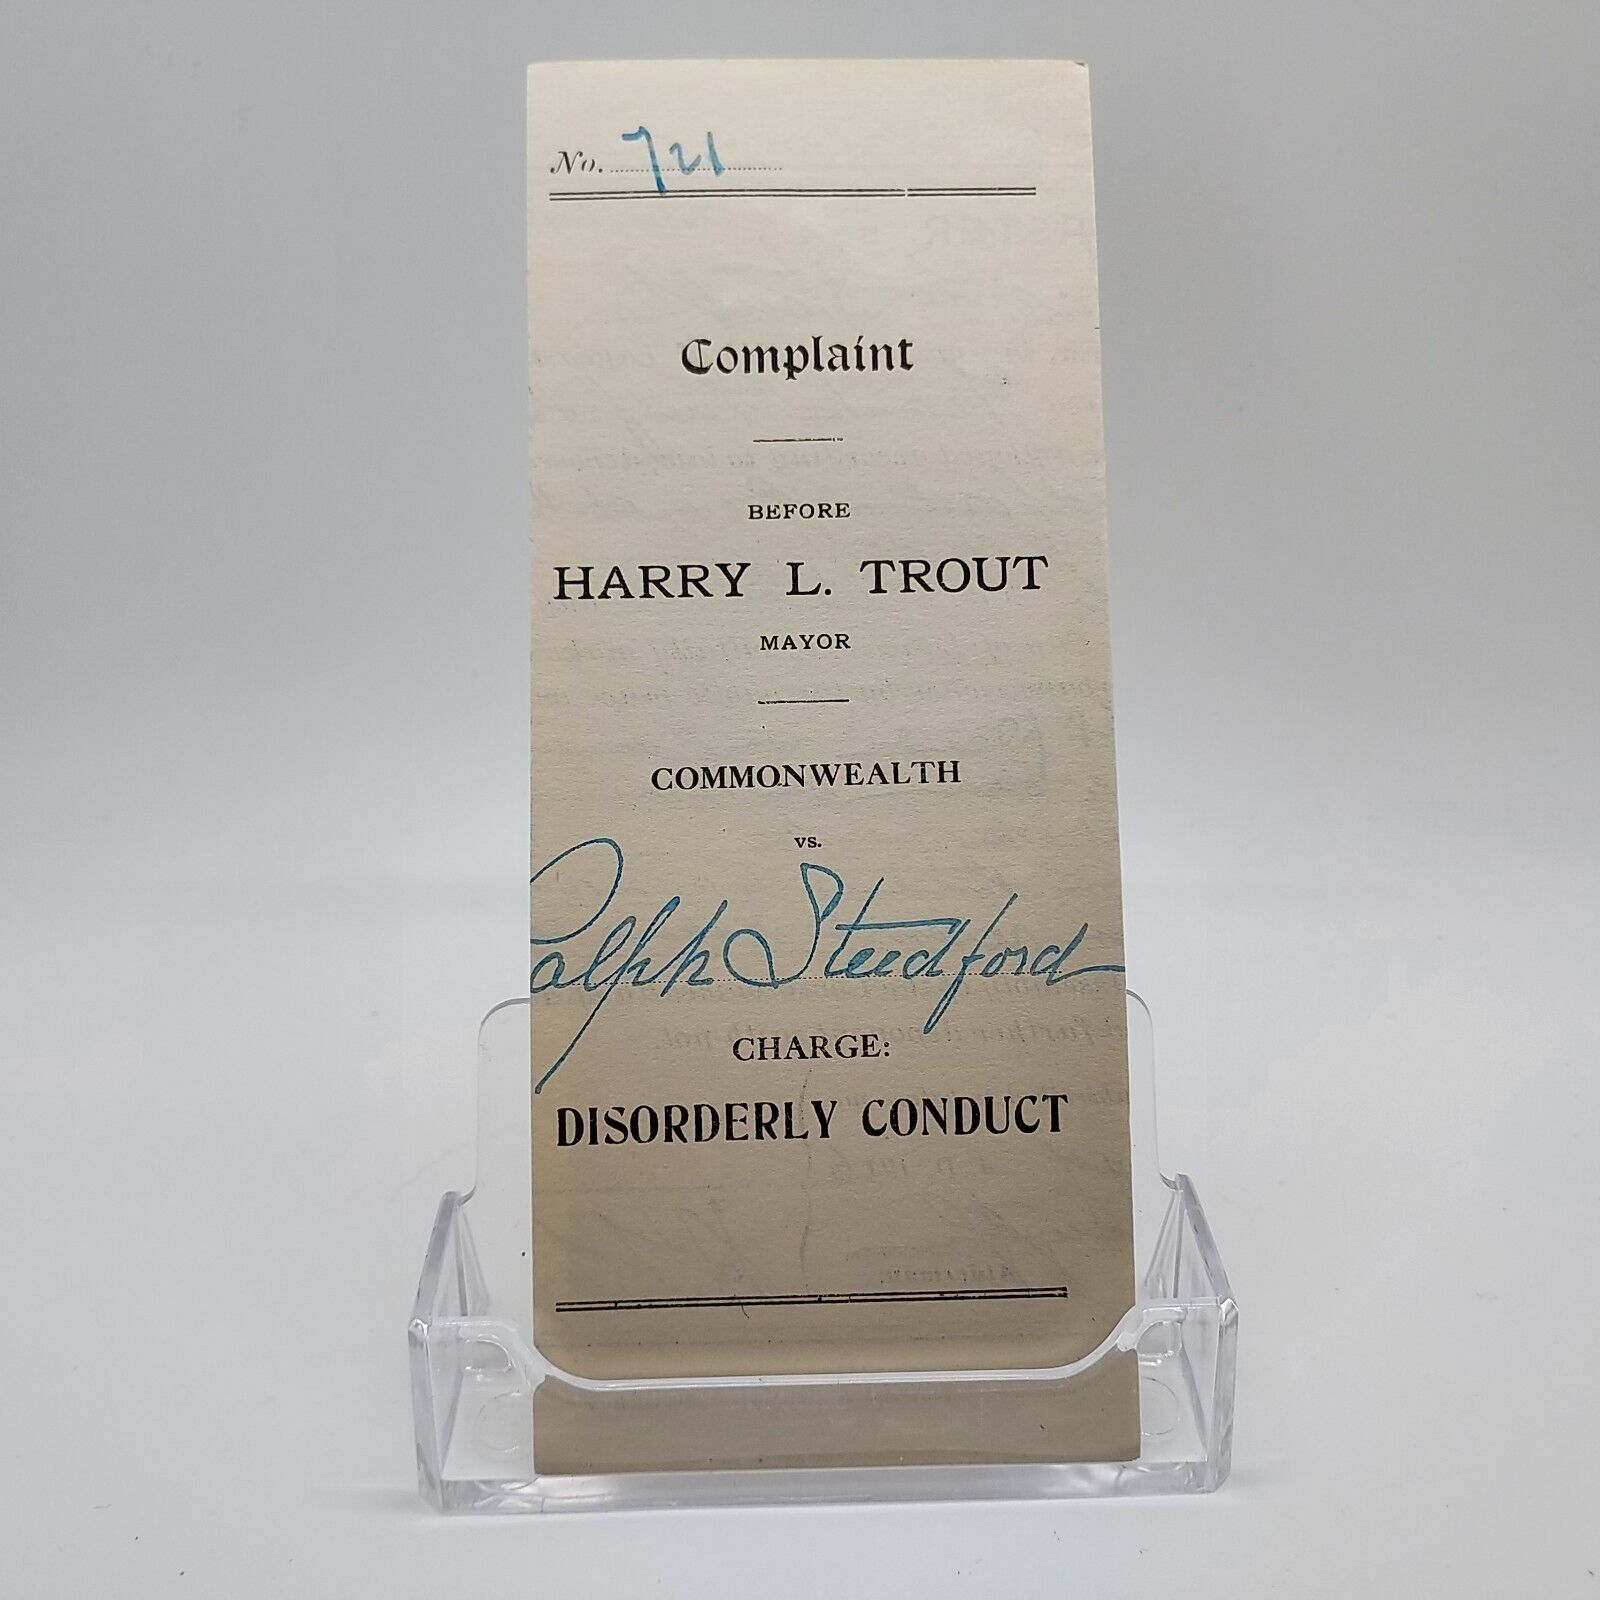 No. 721
Complaint
BEFORE
HARRY L. TROUT
MAYOR
COMMONWEALTH
vs.
Ralph Steedford
CHARGE:
DISORDERLY CONDUCT